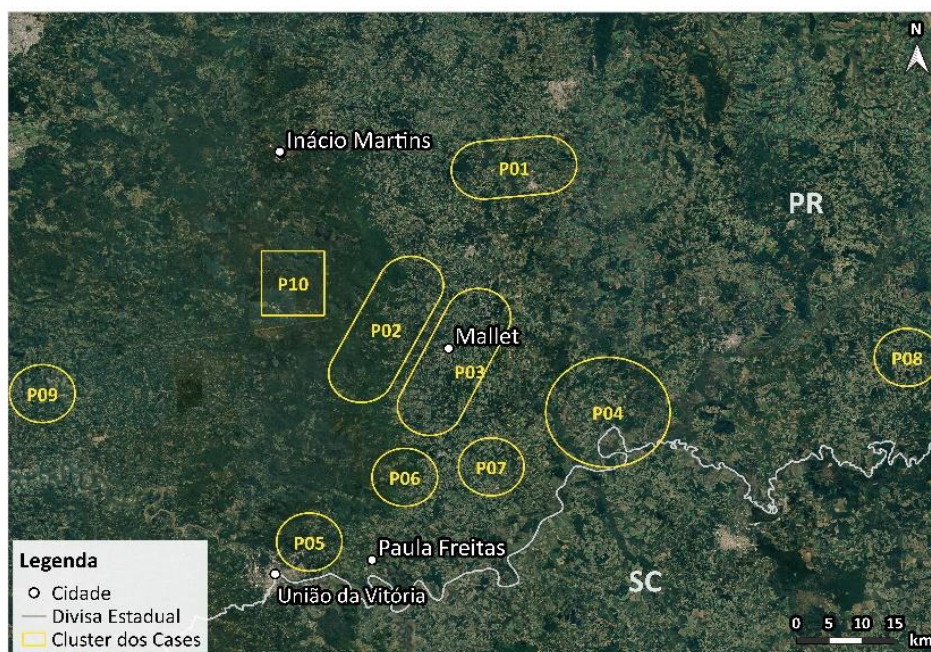 N
Inácio Martins
P01
PR
P10
P02
Mallet
P03
P08
P09
P04
P07
P06
P05
Paula Freitas
União da Vitória
SC
Legenda
Cidade
Divisa Estadual
Cluster dos Cases
0 5 10 15
km